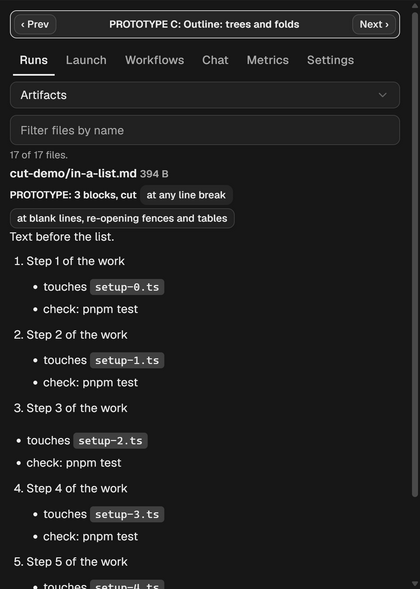 ‹ Prev
PROTOTYPE C: Outline: trees and folds
Next ›
Runs Launch Workflows Chat Metrics Settings
Artifacts
Filter files by name
17 of 17 files.
cut-demo/in-a-list.md 394 B
PROTOTYPE: 3 blocks, cut at any line break
at blank lines, re-opening fences and tables
Text before the list.
1. Step 1 of the work
• touches setup-0.ts
• check: pnpm test
2. Step 2 of the work
• touches setup-1.ts
• check: pnpm test
3. Step 3 of the work
• touches setup-2.ts
• check: pnpm test
4. Step 4 of the work
• touches setup-3.ts
• check: pnpm test
5. Step 5 of the work
• touches setup-4.ts